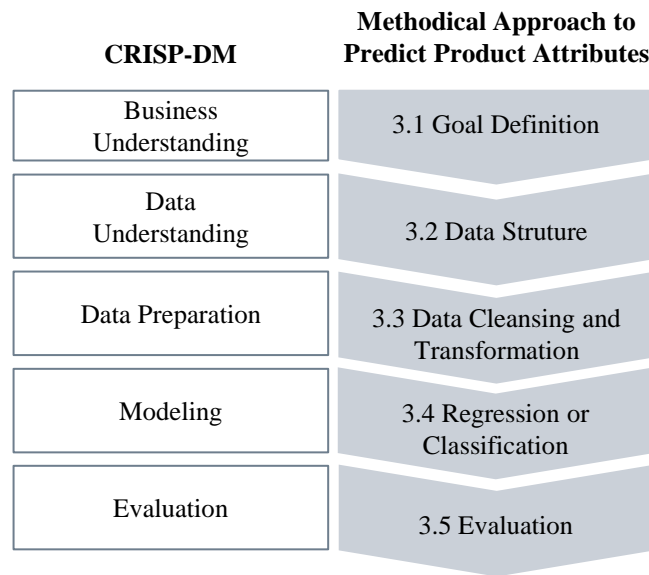 CRISP-DM
Methodical Approach to
Predict Product Attributes
Business
Understanding
3.1 Goal Definition
Data
Understanding
3.2 Data Struture
Data Preparation
3.3 Data Cleansing and
Transformation
Modeling
3.4 Regression or
Classification
Evaluation
3.5 Evaluation